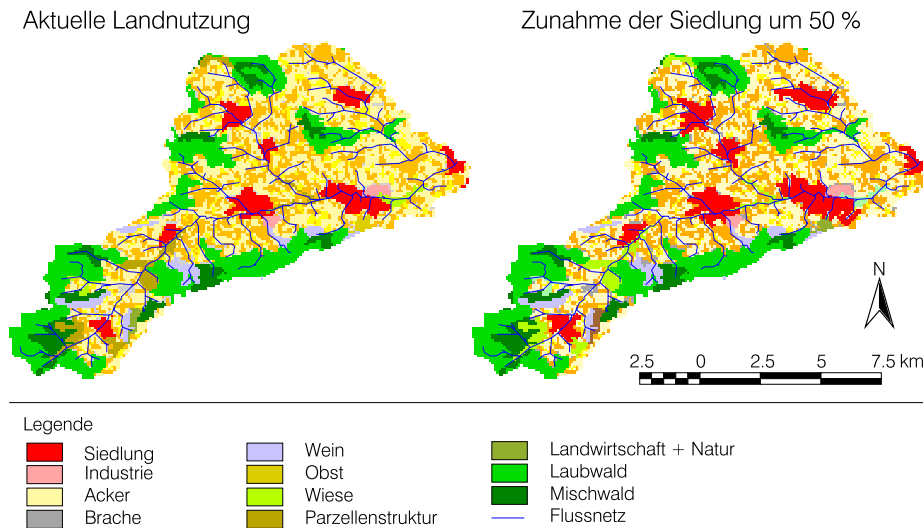 Aktuelle Landnutzung
Zunahme der Siedlung um 50 %
N
2.5 0 2.5 5 7.5 km
Legende
Siedlung
Industrie
Acker
Brache
Wein
Obst
Wiese
Parzellenstruktur
Landwirtschaft + Natur
Laubwald
Mischwald
Flussnetz